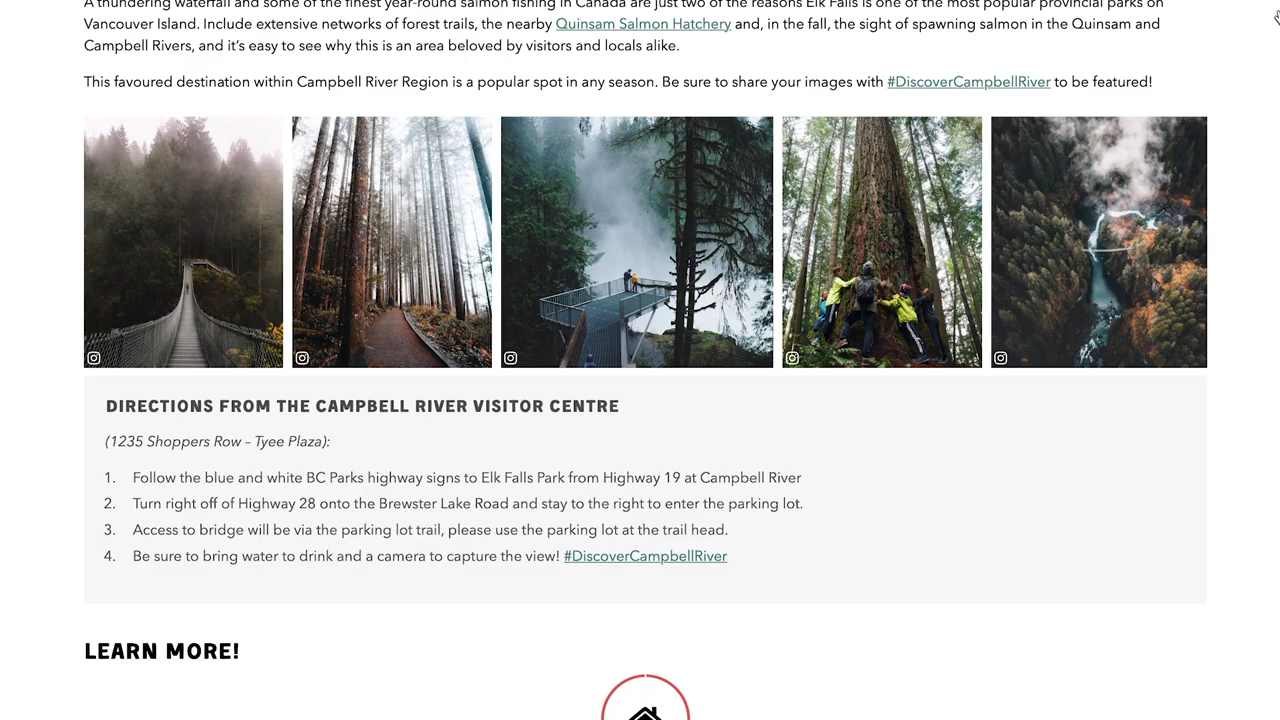 A thundering waterfall and some of the finest year-round salmon fishing in Canada are just two of the reasons Elk Falls is one of the most popular provincial parks on
Vancouver Island. Include extensive networks of forest trails, the nearby Quinsam Salmon Hatchery and, in the fall, the sight of spawning salmon in the Quinsam and
Campbell Rivers, and it’s easy to see why this is an area beloved by visitors and locals alike.
This favoured destination within Campbell River Region is a popular spot in any season. Be sure to share your images with #DiscoverCampbellRiver to be featured!
DIRECTIONS FROM THE CAMPBELL RIVER VISITOR CENTRE
(1235 Shoppers Row – Tyee Plaza):
1. Follow the blue and white BC Parks highway signs to Elk Falls Park from Highway 19 at Campbell River
2. Turn right off of Highway 28 onto the Brewster Lake Road and stay to the right to enter the parking lot.
3. Access to bridge will be via the parking lot trail, please use the parking lot at the trail head.
4. Be sure to bring water to drink and a camera to capture the view! #DiscoverCampbellRiver
LEARN MORE!